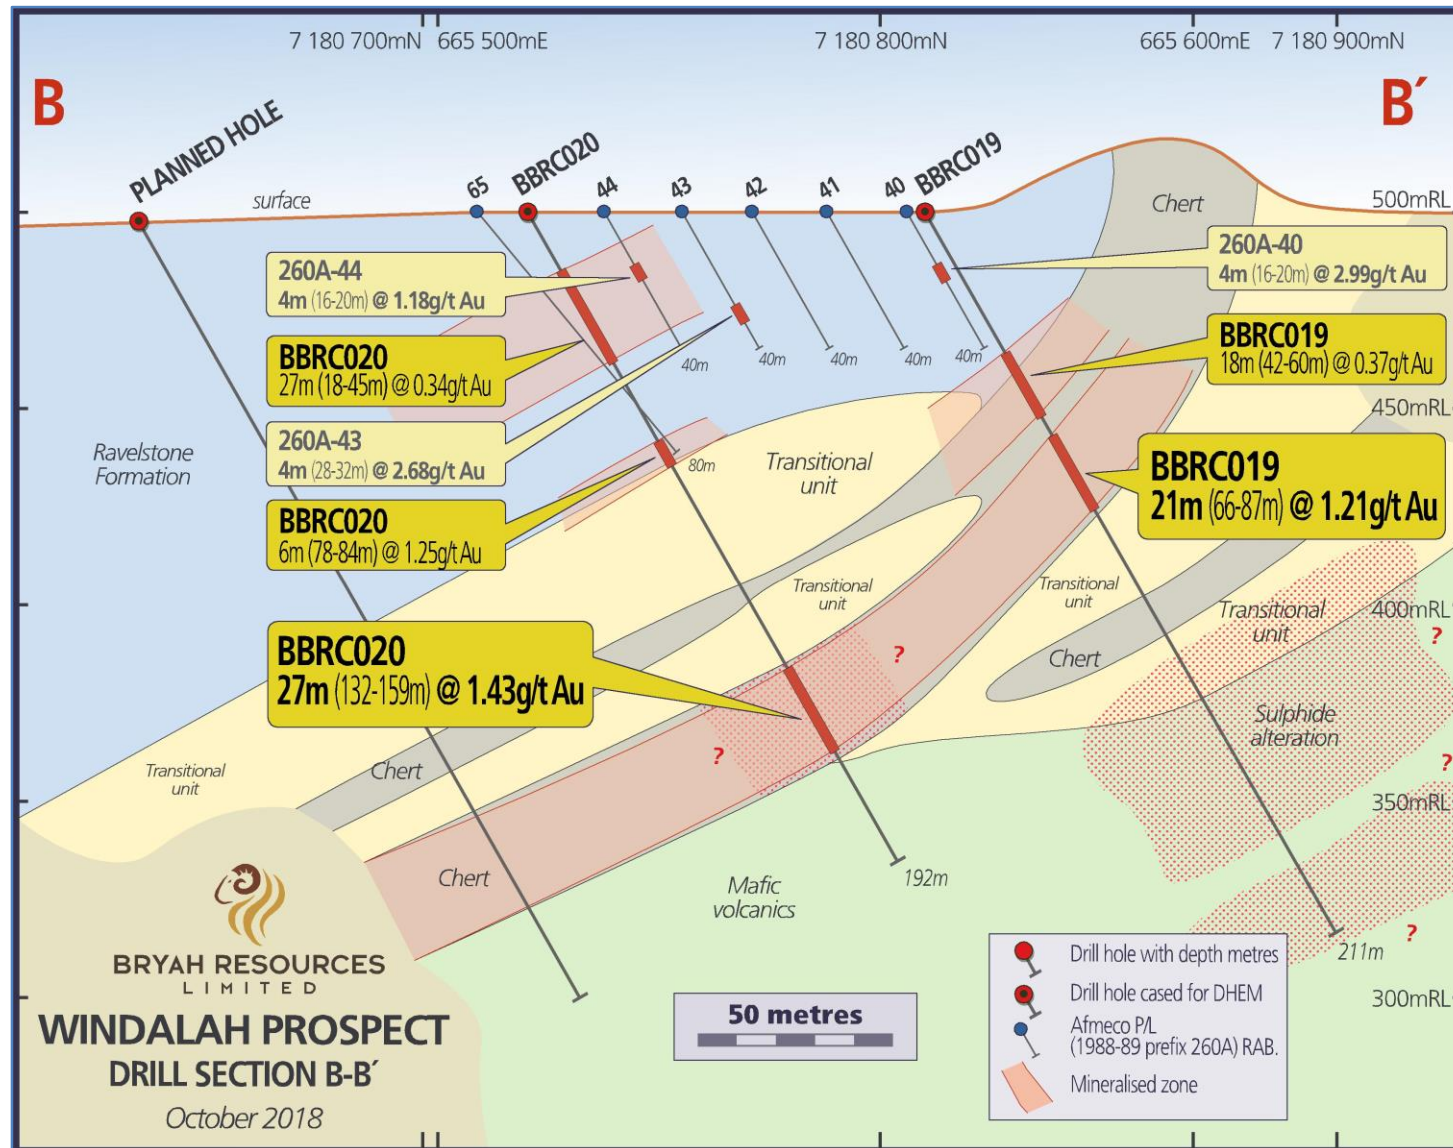 7 180 700mN 665 500mE 7 180 800mN 665 600mE 7 180 900mN
B
B´
PLANNED HOLE
65
BBRC020
44
43
42
41
40
BBRC019
surface
Chert
500mRL
260A-44
4m (16-20m) @ 1.18g/t Au
260A-40
4m (16-20m) @ 2.99g/t Au
BBRC020
27m (18-45m) @ 0.34g/t Au
BBRC019
18m (42-60m) @ 0.37g/t Au
40m
40m
40m
40m
40m
450mRL
260A-43
4m (28-32m) @ 2.68g/t Au
Ravelstone
Formation
80m
Transitional
unit
BBRC019
21m (66-87m) @ 1.21g/t Au
BBRC020
6m (78-84m) @ 1.25g/t Au
Transitional
unit
Transitional
unit
Transitional
unit
400mRL
?
BBRC020
27m (132-159m) @ 1.43g/t Au
?
Chert
Sulphide
alteration
?
?
Transitional
unit
Chert
350mRL
Chert
192m
Mafic
volcanics
?
211m
300mRL
BRYAH RESOURCES
LIMITED
WINDALAH PROSPECT
DRILL SECTION B-B´
October 2018
50 metres
Drill hole with depth metres
Drill hole cased for DHEM
Afmeco P/L
(1988-89 prefix 260A) RAB.
Mineralised zone